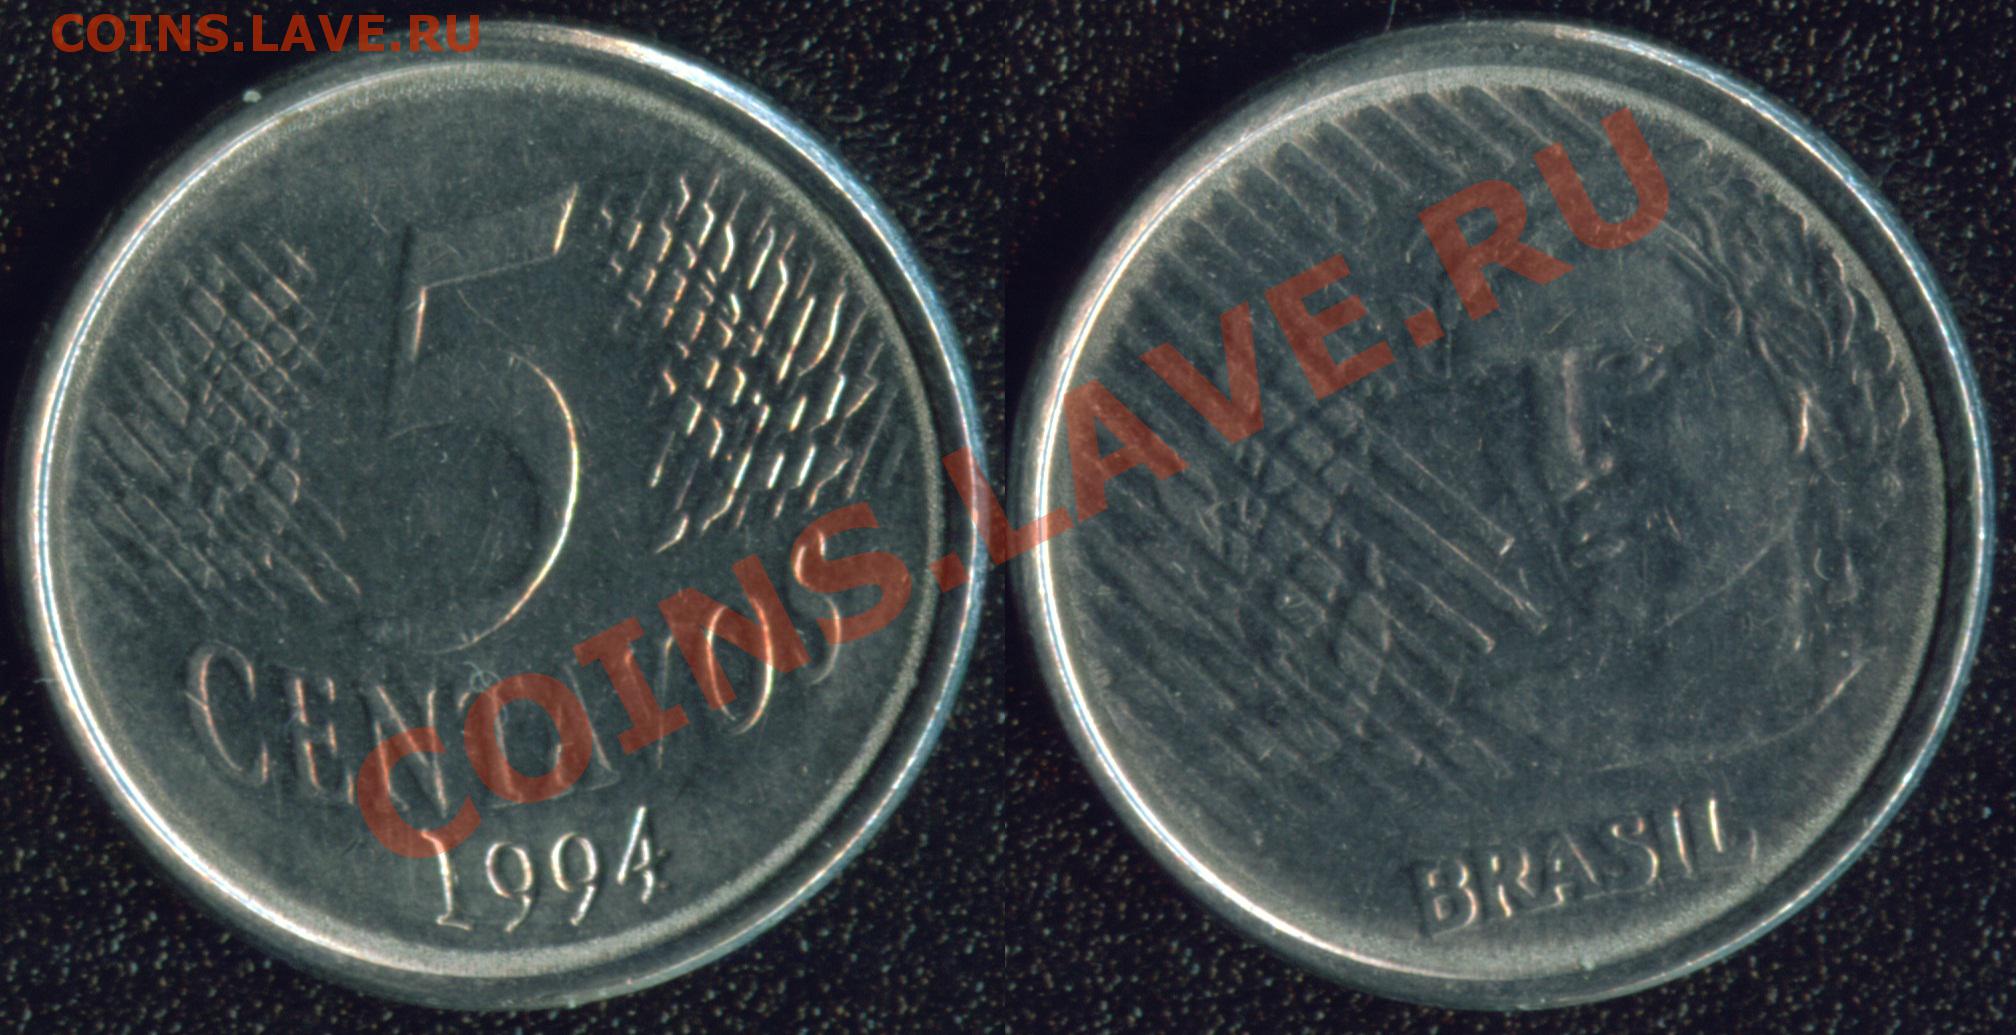 COINS.LAVE.RU
5
CENTAVOS
1994
BRASIL
COINS.LAVE.RU